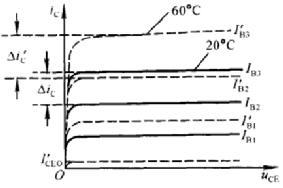 i_C
60°C
I'_B3
20°C
Δi'_C
I_B3
I'_B2
Δi_C
I_B2
I'_B1
I_B1
I'_CEO
O
u_CE